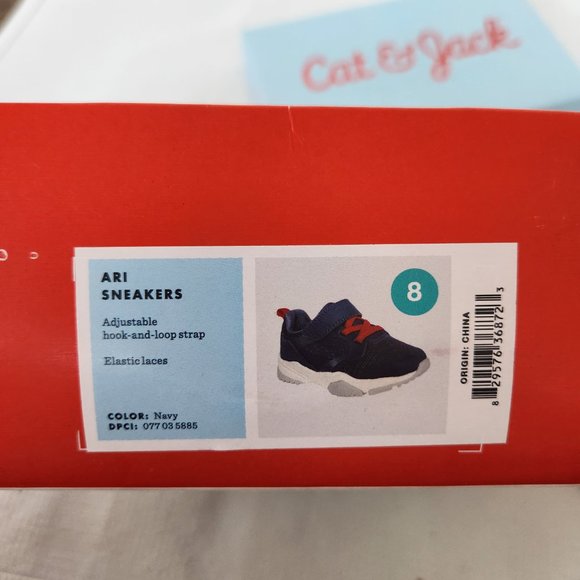 Cat & Jack
ARI
SNEAKERS
Adjustable
hook-and-loop strap
Elastic laces
COLOR: Navy
DPCI: 077 03 5885
8
ORIGIN: CHINA
8 29576 36872 3